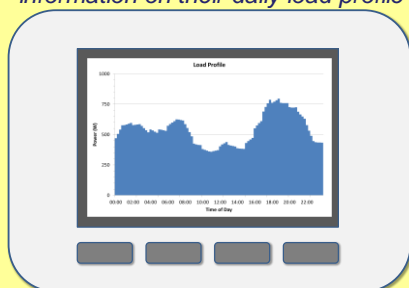 information on their daily load profile
Load Profile
Power (W)
1000
750
500
250
0
00:00 02:00 04:00 06:00 08:00 10:00 12:00 14:00 16:00 18:00 20:00 22:00
Time of Day